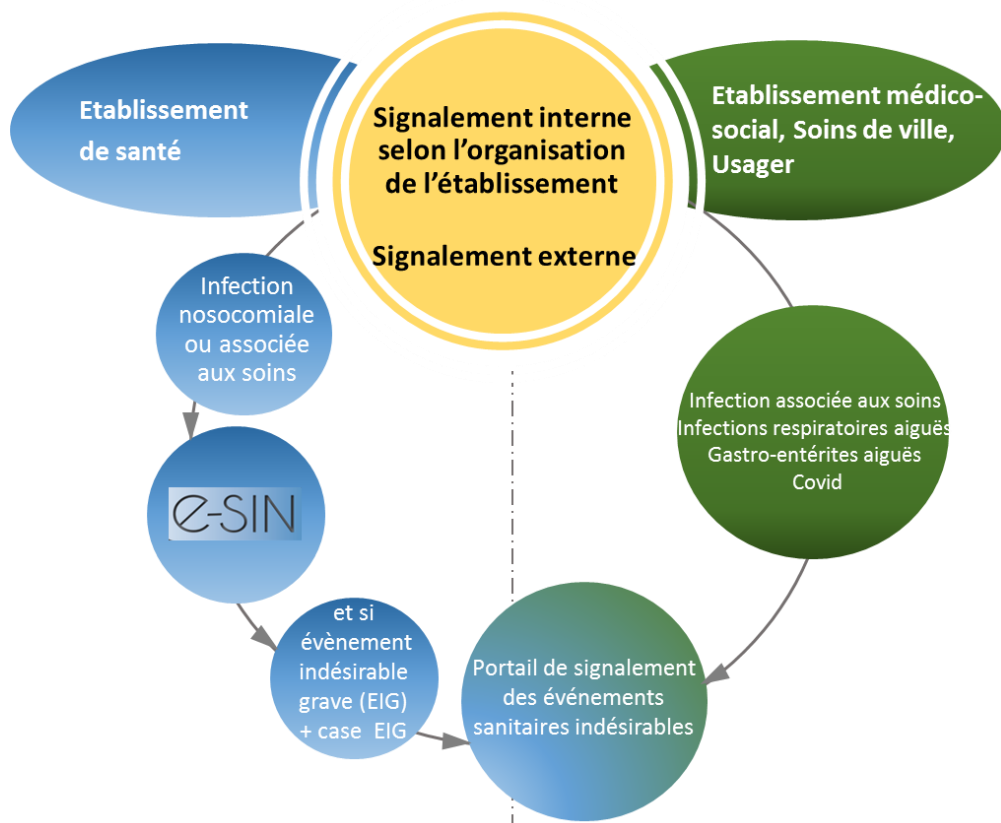 Etablissement
de santé
Signalement interne
selon l'organisation
de l'établissement
Signalement externe
Etablissement médico-
social, Soins de ville,
Usager
Infection
nosocomiale
ou associée
aux soins
e-SIN
et si
évènement
indésirable
grave (EIG)
+ case EIG
Infection associée aux soins
Infections respiratoires aiguës
Gastro-entérites aiguës
Covid
Portail de signalement
des événements
sanitaires indésirables